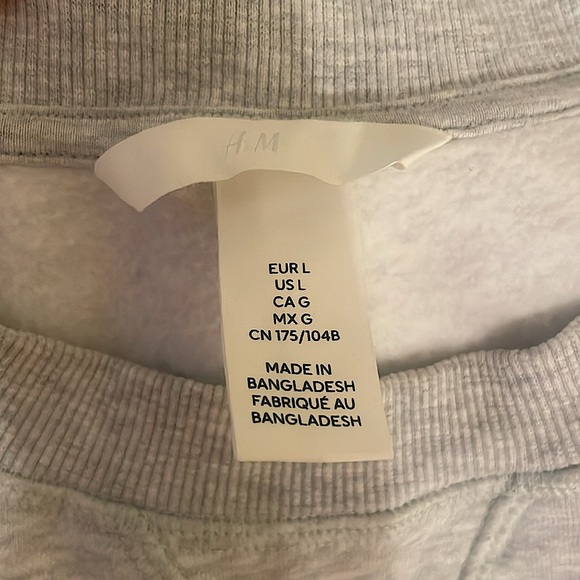 H&M
EUR L
US L
CA G
MX G
CN 175/104B
MADE IN
BANGLADESH
FABRIQUÉ AU
BANGLADESH